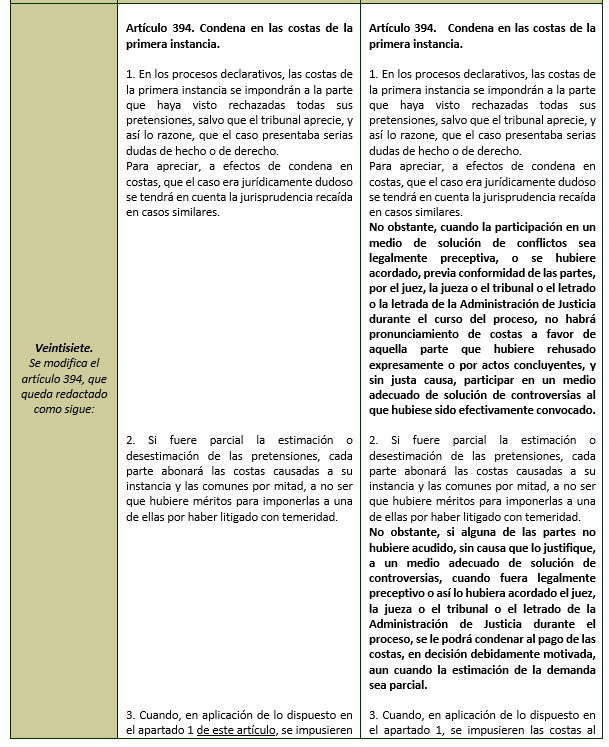 Veintisiete.
Se modifica el
artículo 394, que
queda redactado
como sigue:
Artículo 394. Condena en las costas de la
primera instancia.
1. En los procesos declarativos, las costas de
la primera instancia se impondrán a la parte
que haya visto rechazadas todas sus
pretensiones, salvo que el tribunal aprecie, y
así lo razone, que el caso presentaba serias
dudas de hecho o de derecho.
Para apreciar, a efectos de condena en
costas, que el caso era jurídicamente dudoso
se tendrá en cuenta la jurisprudencia recaída
en casos similares.
2. Si fuere parcial la estimación o
desestimación de las pretensiones, cada
parte abonará las costas causadas a su
instancia y las comunes por mitad, a no ser
que hubiere méritos para imponerlas a una
de ellas por haber litigado con temeridad.
3. Cuando, en aplicación de lo dispuesto en
el apartado 1 de este artículo, se impusieren
Artículo 394. Condena en las costas de la
primera instancia.
1. En los procesos declarativos, las costas de
la primera instancia se impondrán a la parte
que haya visto rechazadas todas sus
pretensiones, salvo que el tribunal aprecie, y
así lo razone, que el caso presentaba serias
dudas de hecho o de derecho.
Para apreciar, a efectos de condena en
costas, que el caso era jurídicamente dudoso
se tendrá en cuenta la jurisprudencia recaída
en casos similares.
No obstante, cuando la participación en un
medio de solución de conflictos sea
legalmente preceptiva, o se hubiere
acordado, previa conformidad de las partes,
por el juez, la jueza o el tribunal o el letrado
o la letrada de la Administración de Justicia
durante el curso del proceso, no habrá
pronunciamiento de costas a favor de
aquella parte que hubiere rehusado
expresamente o por actos concluyentes, y
sin justa causa, participar en un medio
adecuado de solución de controversias al
que hubiese sido efectivamente convocado.
2. Si fuere parcial la estimación o
desestimación de las pretensiones, cada
parte abonará las costas causadas a su
instancia y las comunes por mitad, a no ser
que hubiere méritos para imponerlas a una
de ellas por haber litigado con temeridad.
No obstante, si alguna de las partes no
hubiere acudido, sin causa que lo justifique,
a un medio adecuado de solución de
controversias, cuando fuera legalmente
preceptivo o así lo hubiera acordado el juez,
la jueza o el tribunal o el letrado de la
Administración de Justicia durante el
proceso, se le podrá condenar al pago de las
costas, en decisión debidamente motivada,
aun cuando la estimación de la demanda
sea parcial.
3. Cuando, en aplicación de lo dispuesto en
el apartado 1, se impusieren las costas al